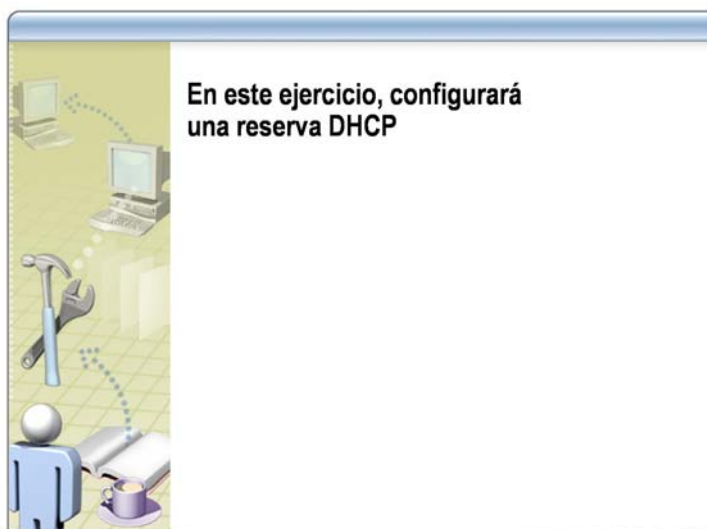 En este ejercicio, configurará
una reserva DHCP